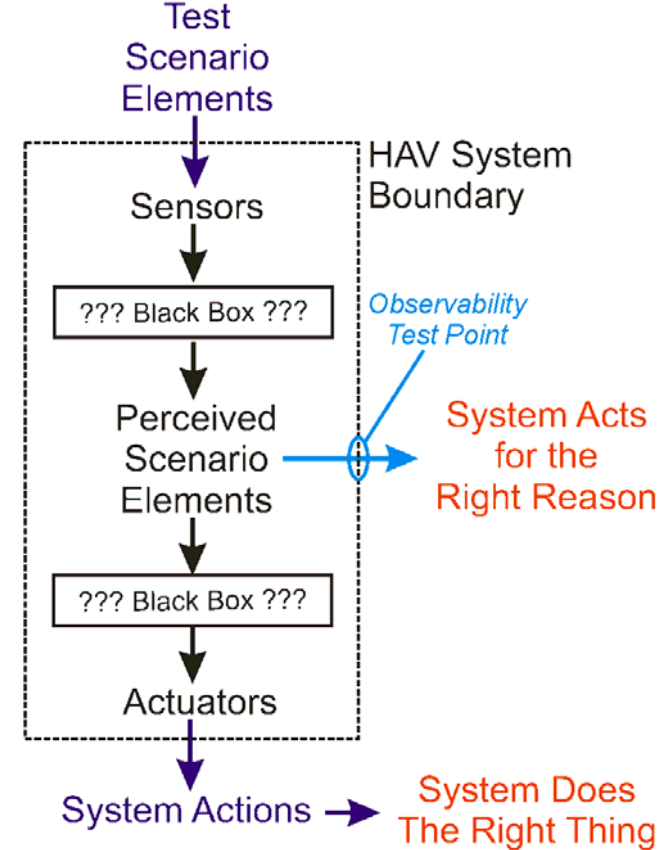 Test
Scenario
Elements
HAV System
Boundary
Sensors
??? Black Box ???
Observability
Test Point
Perceived
Scenario
Elements
System Acts
for the
Right Reason
??? Black Box ???
Actuators
System Actions
System Does
The Right Thing